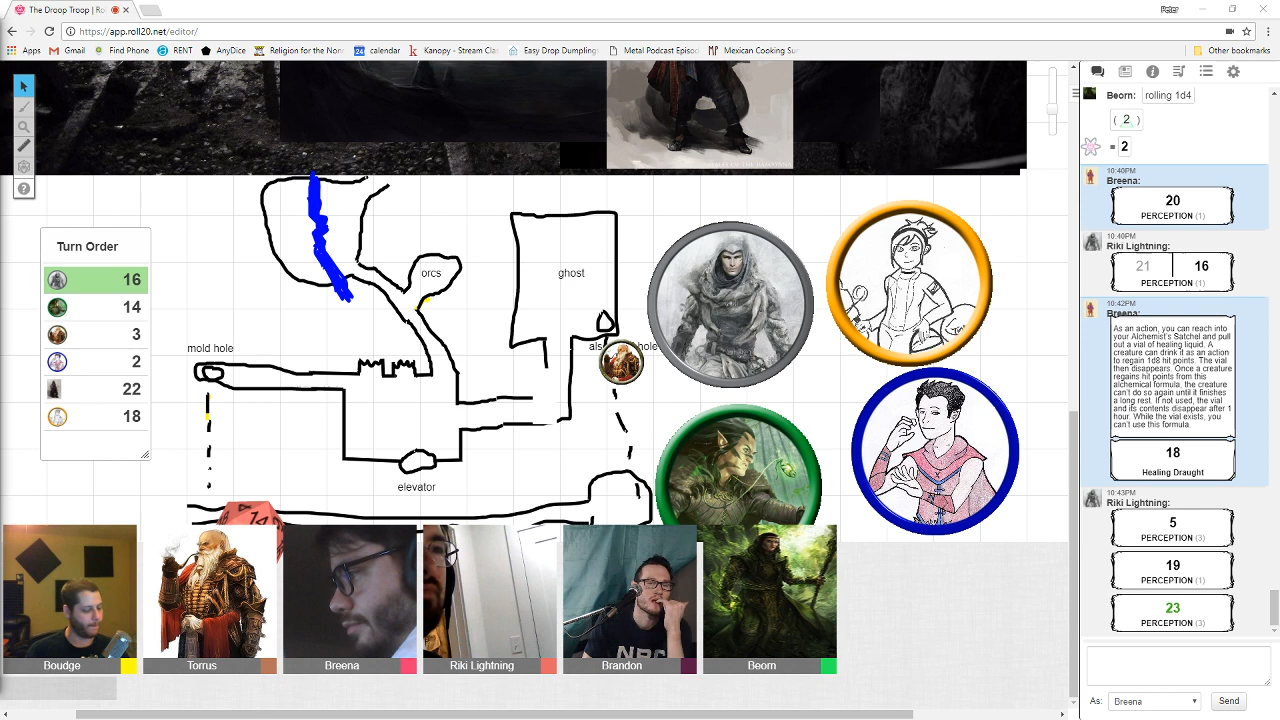 The Droop Troop | Ro
Peter
https://app.roll20.net/editor/
Apps
Gmail
Find Phone
RENT
AnyDice
Religion for the Non
calendar
Kanopy - Stream Cla
Easy Drop Dumpling
Metal Podcast Episo
Mexican Cooking Su
Other bookmarks
Turn Order
16
14
3
2
22
18
orcs
ghost
mold hole
hole
elevator
14
Boudge
Torrus
Breena
Riki Lightning
Brandon
Beorn
Beorn:
rolling 1d4
( 2 )
= 2
10:40PM
Breena:
20
PERCEPTION (1)
10:40PM
Riki Lightning:
21 16
PERCEPTION (1)
10:42PM
Breena:
As an action, you can reach into
your Alchemist's Satchel and pull
out a vial of healing liquid. A
creature can drink it as an action
to regain 1d8 hit points. The vial
then disappears. Once a creature
regains hit points from this
alchemical formula, the creature
can't do so again until it finishes
a long rest. If not used, the vial
and its contents disappear after 1
hour. While the vial exists, you
can't use this formula.
18
Healing Draught
10:43PM
Riki Lightning:
5
PERCEPTION (3)
19
PERCEPTION (1)
23
PERCEPTION (3)
As:
Breena
Send